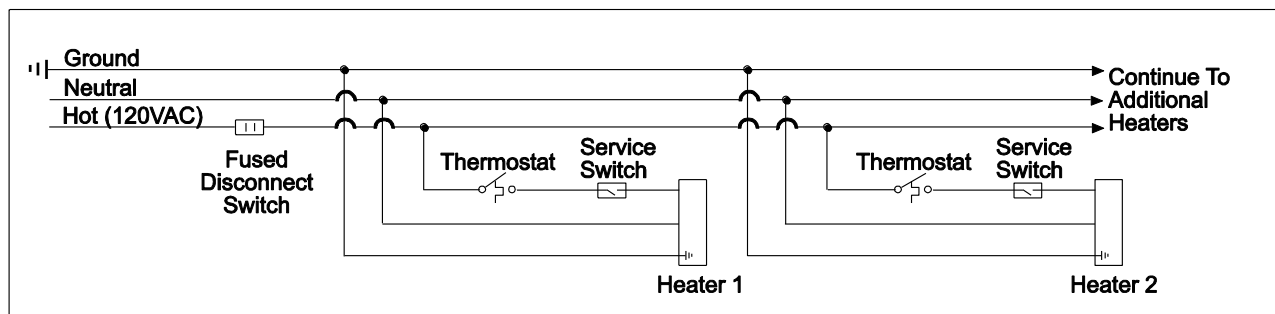 Ground
Neutral
Hot (120VAC)
Continue To
Additional
Heaters
Fused
Disconnect
Switch
Thermostat
Service
Switch
Thermostat
Service
Switch
Heater 1
Heater 2